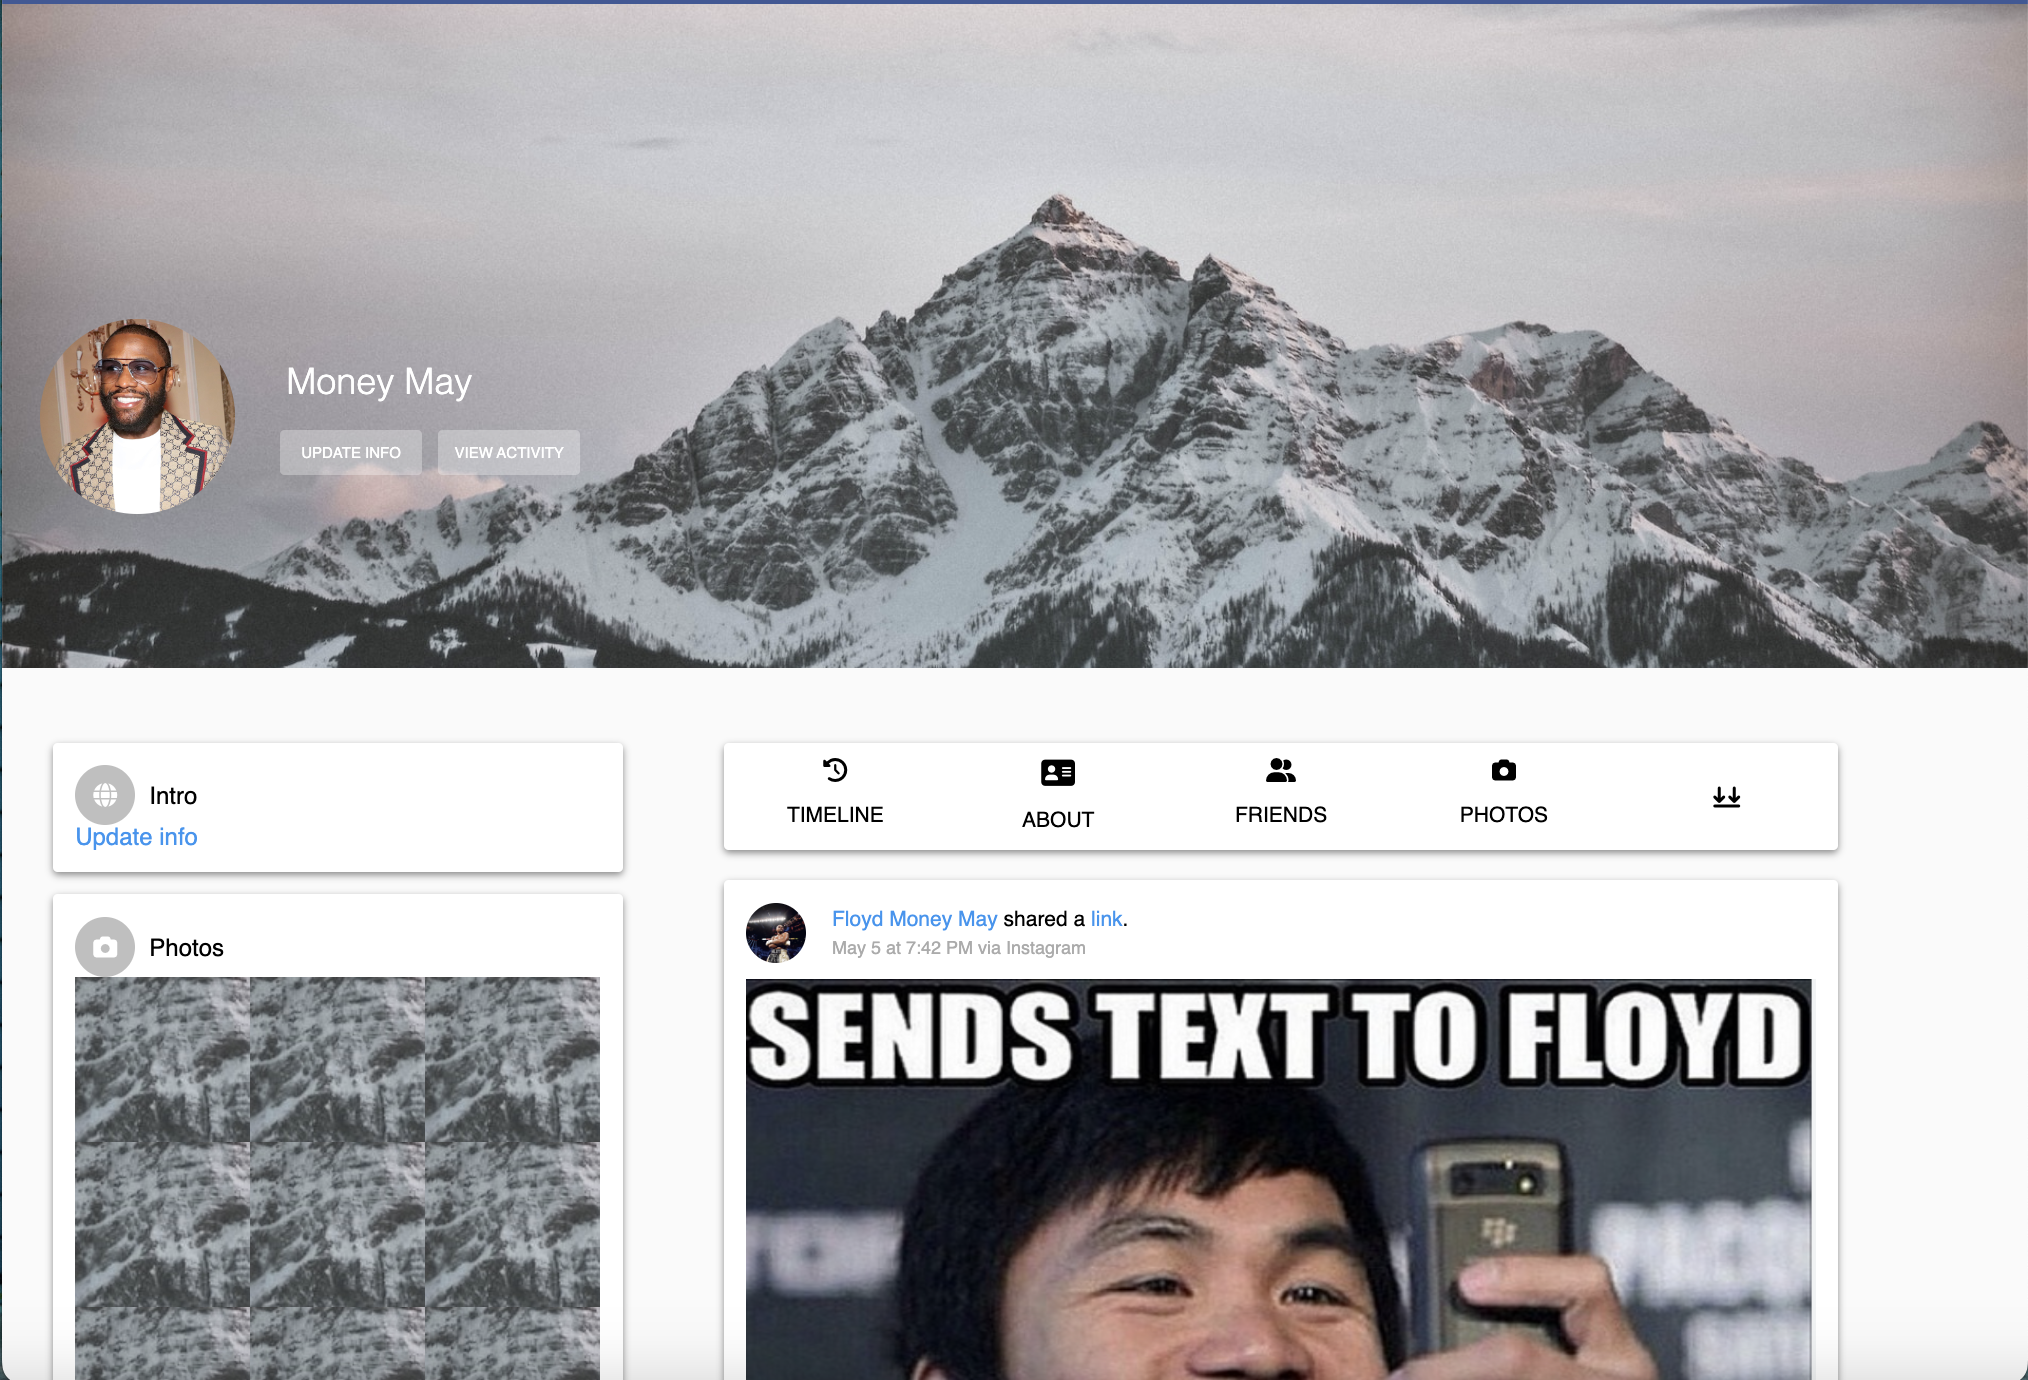 Money May
UPDATE INFO
VIEW ACTIVITY
Intro
Update info
Photos
TIMELINE
ABOUT
FRIENDS
PHOTOS
Floyd Money May shared a link.
May 5 at 7:42 PM via Instagram
SENDS TEXT TO FLOYD